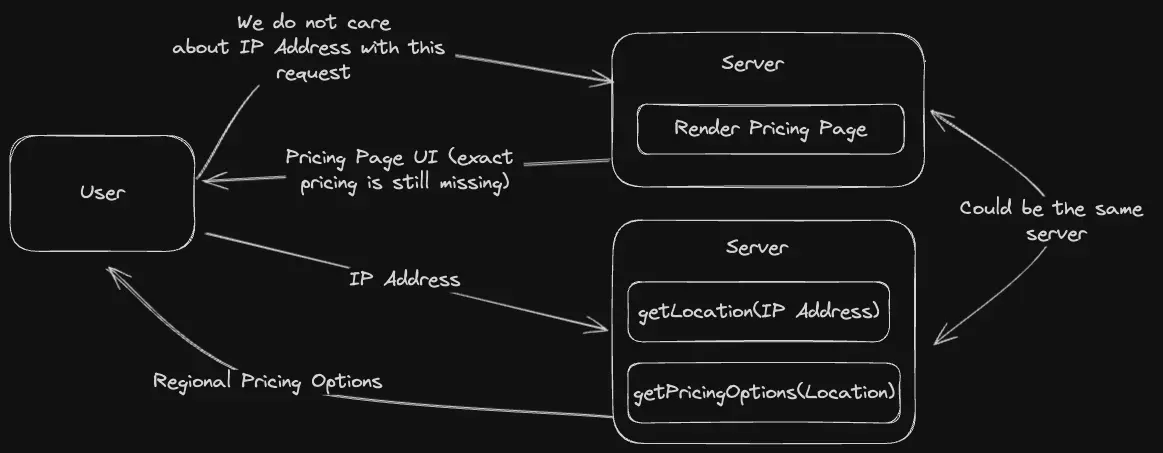 We do not care
about IP Address with this
request
Server
Render Pricing Page
Pricing Page UI (exact
pricing is still missing)
User
Could be the same
server
Server
IP Address
getLocation(IP Address)
Regional Pricing Options
getPricingOptions(Location)